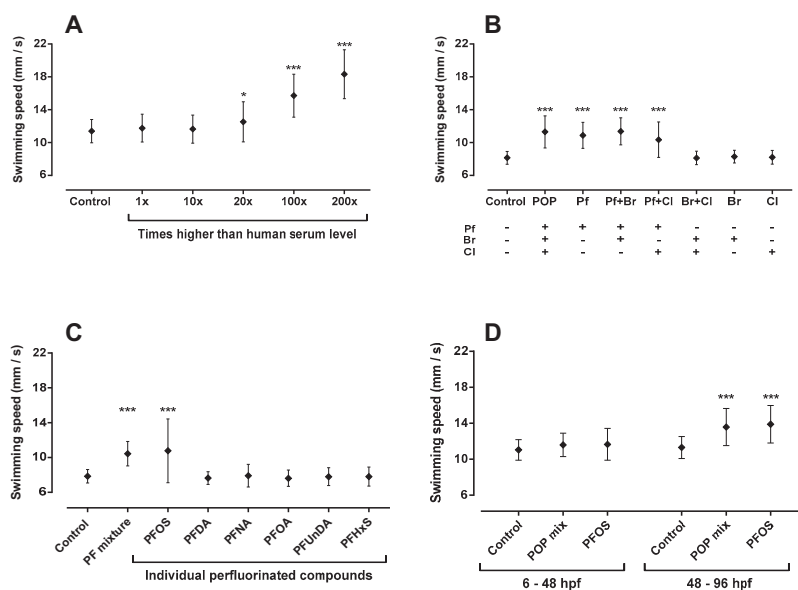 A
Swimming speed (mm / s)
22
18
14
10
6
*
***
***
Control 1x 10x 20x 100x 200x
Times higher than human serum level
B
Swimming speed (mm / s)
22
18
14
10
6
*** *** *** ***
Control POP Pf Pf+Br Pf+Cl Br+Cl Br Cl
Pf - + + + + - - -
Br - + - + - + + -
Cl - + - - + + - +
C
Swimming speed (mm / s)
22
18
14
10
6
*** ***
Control PF mixture PFOS PFDA PFNA PFOA PFUnDA PFHxS
Individual perfluorinated compounds
D
Swimming speed (mm / s)
22
18
14
10
6
*** ***
Control POP mix PFOS Control POP mix PFOS
6 - 48 hpf 48 - 96 hpf